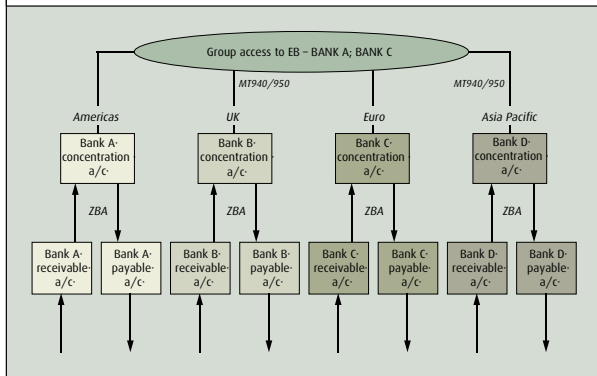 Group access to EB – BANK A; BANK C
MT940/950
MT940/950
Americas
UK
Euro
Asia Pacific
Bank A·
concentration·
a/c·
Bank B·
concentration·
a/c·
Bank C·
concentration·
a/c·
Bank D·
concentration·
a/c·
ZBA
ZBA
ZBA
ZBA
Bank A·
receivable·
a/c·
Bank A·
payable·
a/c·
Bank B·
receivable·
a/c·
Bank B·
payable·
a/c·
Bank C·
receivable·
a/c·
Bank C·
payable·
a/c·
Bank D·
receivable·
a/c·
Bank D·
payable·
a/c·